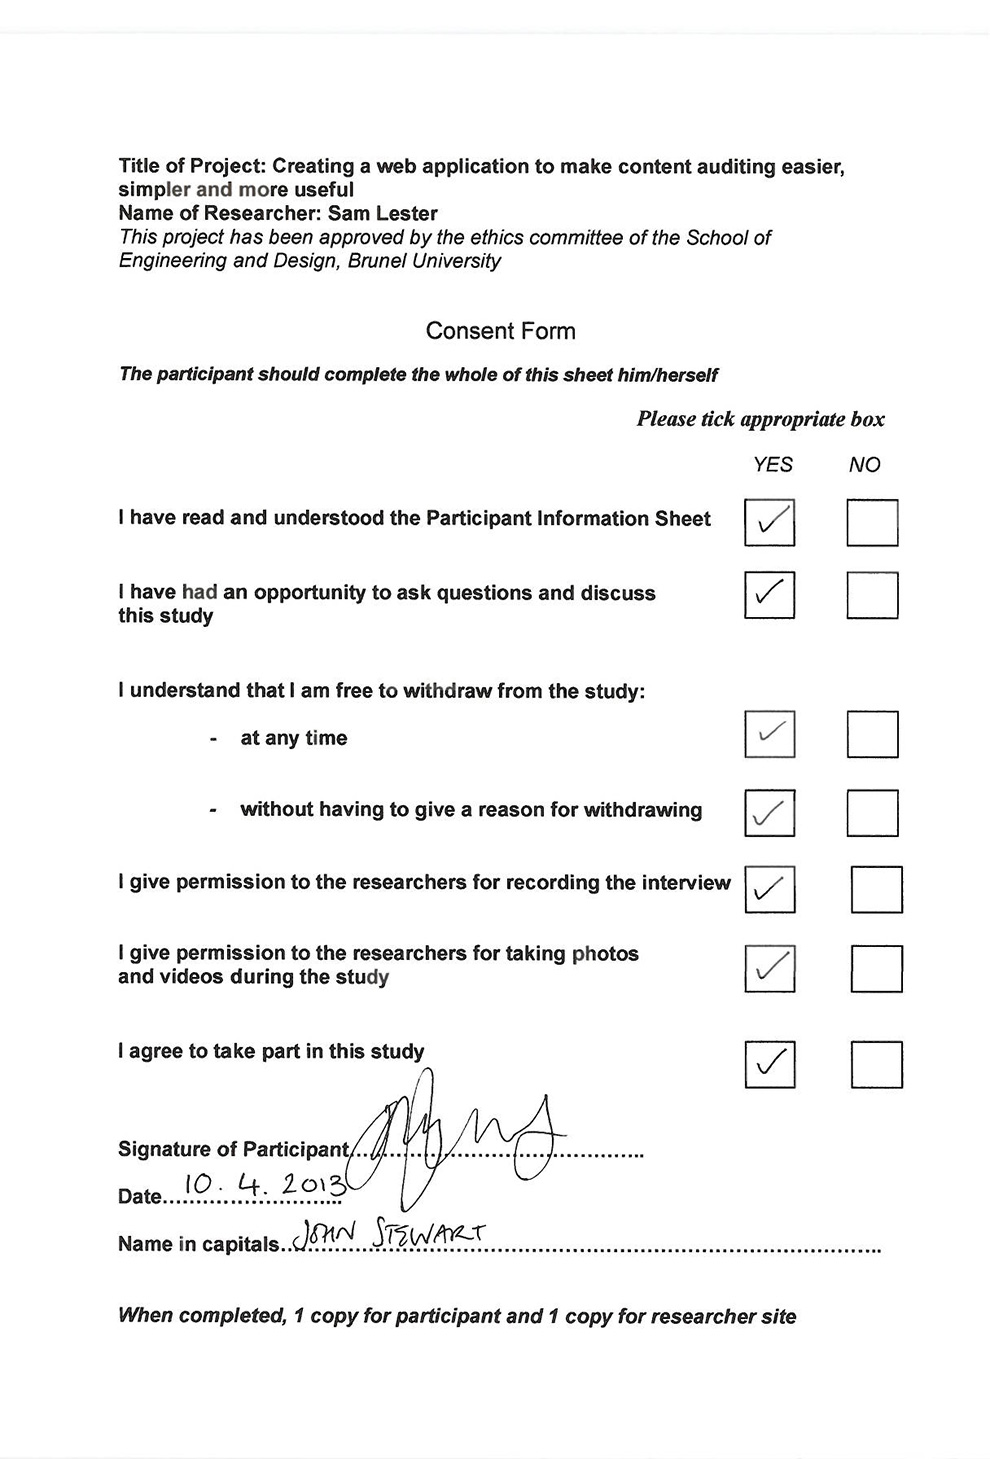 Title of Project: Creating a web application to make content auditing easier,
simpler and more useful
Name of Researcher: Sam Lester
This project has been approved by the ethics committee of the School of
Engineering and Design, Brunel University
Consent Form
The participant should complete the whole of this sheet him/herself
Please tick appropriate box
YES NO
I have read and understood the Participant Information Sheet
I have had an opportunity to ask questions and discuss
this study
I understand that I am free to withdraw from the study:
- at any time
- without having to give a reason for withdrawing
I give permission to the researchers for recording the interview
I give permission to the researchers for taking photos
and videos during the study
I agree to take part in this study
Signature of Participant
Date 10.4.2013
Name in capitals JOHN STEWART
When completed, 1 copy for participant and 1 copy for researcher site